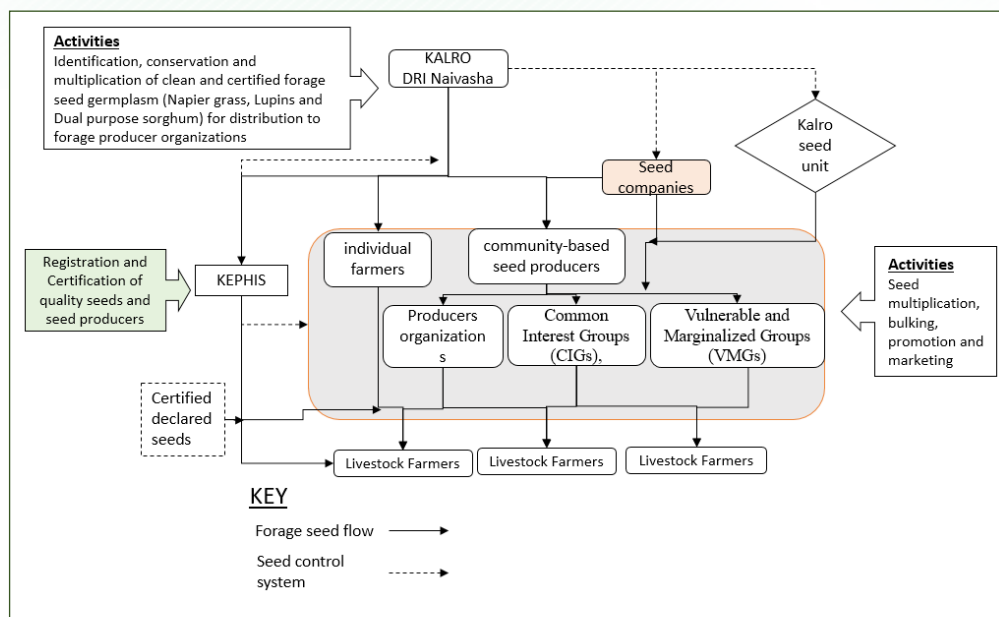 Activities
Identification, conservation and
multiplication of clean and certified forage
seed germplasm (Napier grass, Lupins and
Dual purpose sorghum) for distribution to
forage producer organizations
KALRO
DRI Naivasha
Kalro
seed
unit
Seed
companies
individual
farmers
community-based
seed producers
Registration and
Certification of
quality seeds and
seed producers
KEPHIS
Activities
Seed
multiplication,
bulking,
promotion and
marketing
Producers
organization
s
Common
Interest Groups
(CIGs),
Vulnerable and
Marginalized Groups
(VMGs)
Certified
declared
seeds
Livestock Farmers
Livestock Farmers
Livestock Farmers
KEY
Forage seed flow
Seed control
system